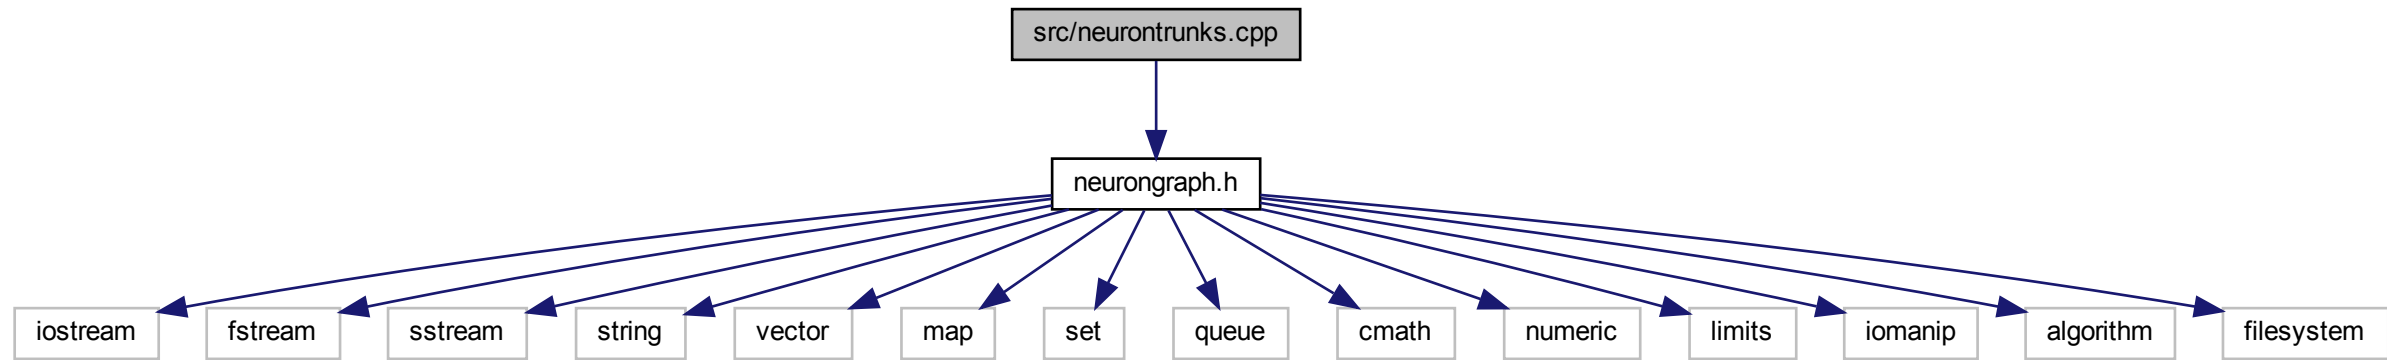 src/neurontrunks.cpp
neurongraph.h
iostream
fstream
sstream
string
vector
map
set
queue
cmath
numeric
limits
iomanip
algorithm
filesystem